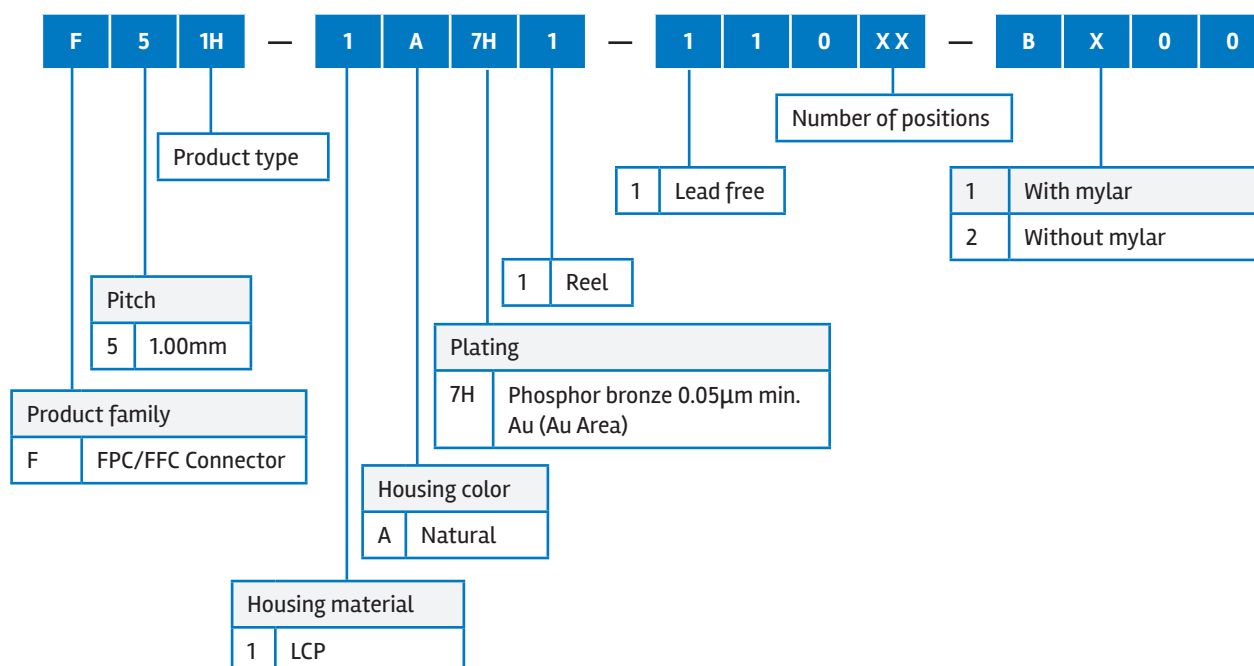 F 5 1H — 1 A 7H 1 — 1 1 0 XX — B X 0 0
Number of positions
Product type
1 Lead free
1 With mylar
2 Without mylar
1 Reel
Pitch
5 1.00mm
Plating
7H Phosphor bronze 0.05μm min.
Au (Au Area)
Product family
F FPC/FFC Connector
Housing color
A Natural
Housing material
1 LCP